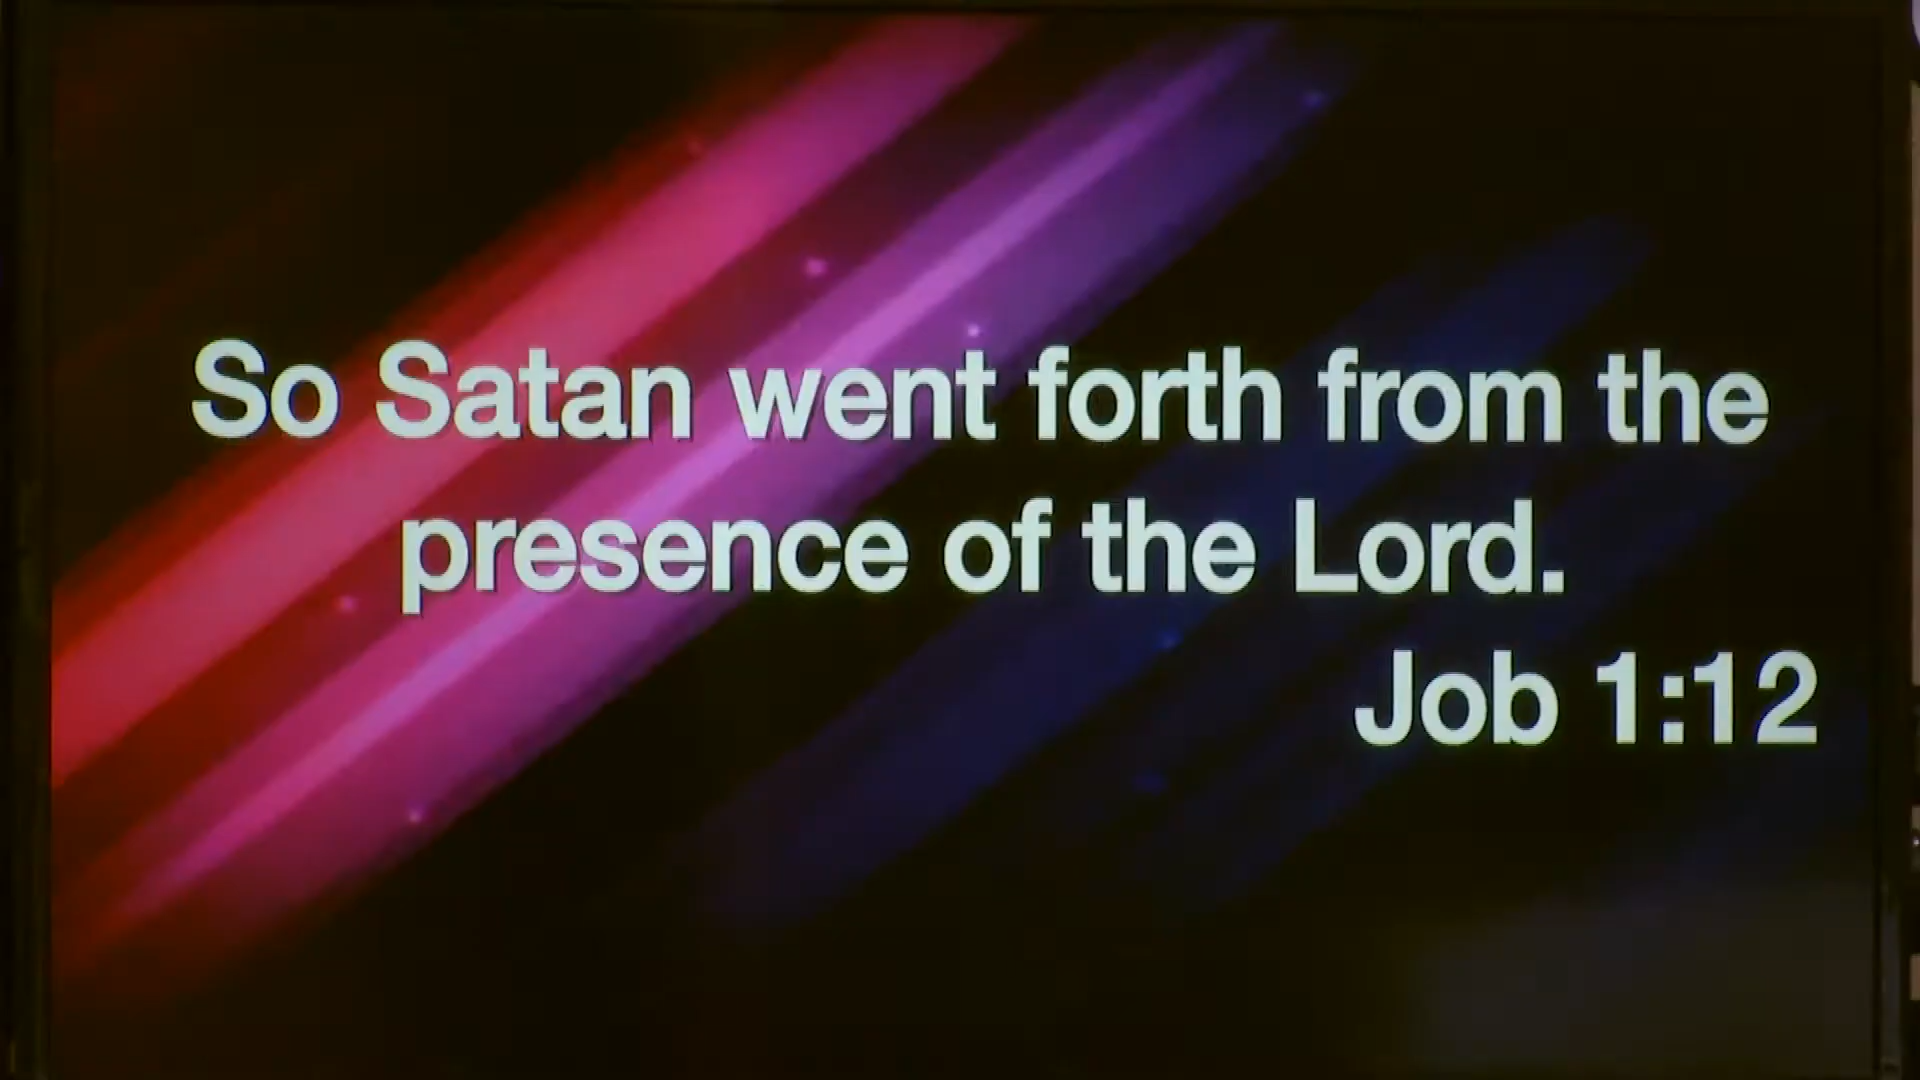 So Satan went forth from the
presence of the Lord.
Job 1:12